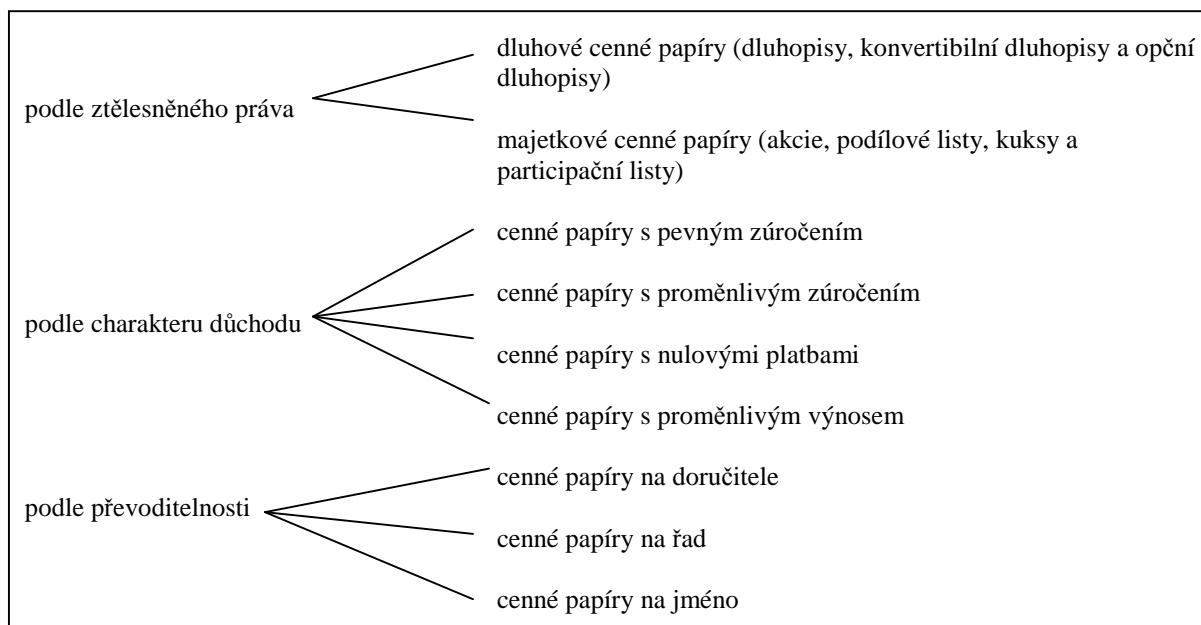 dluhové cenné papíry (dluhopisy, konvertibilní dluhopisy a opční
dluhopisy)
podle ztělesněného práva
majetkové cenné papíry (akcie, podílové listy, kuksy a
participační listy)
cenné papíry s pevným zúročením
cenné papíry s proměnlivým zúročením
podle charakteru důchodu
cenné papíry s nulovými platbami
cenné papíry s proměnlivým výnosem
cenné papíry na doručitele
podle převoditelnosti
cenné papíry na řad
cenné papíry na jméno